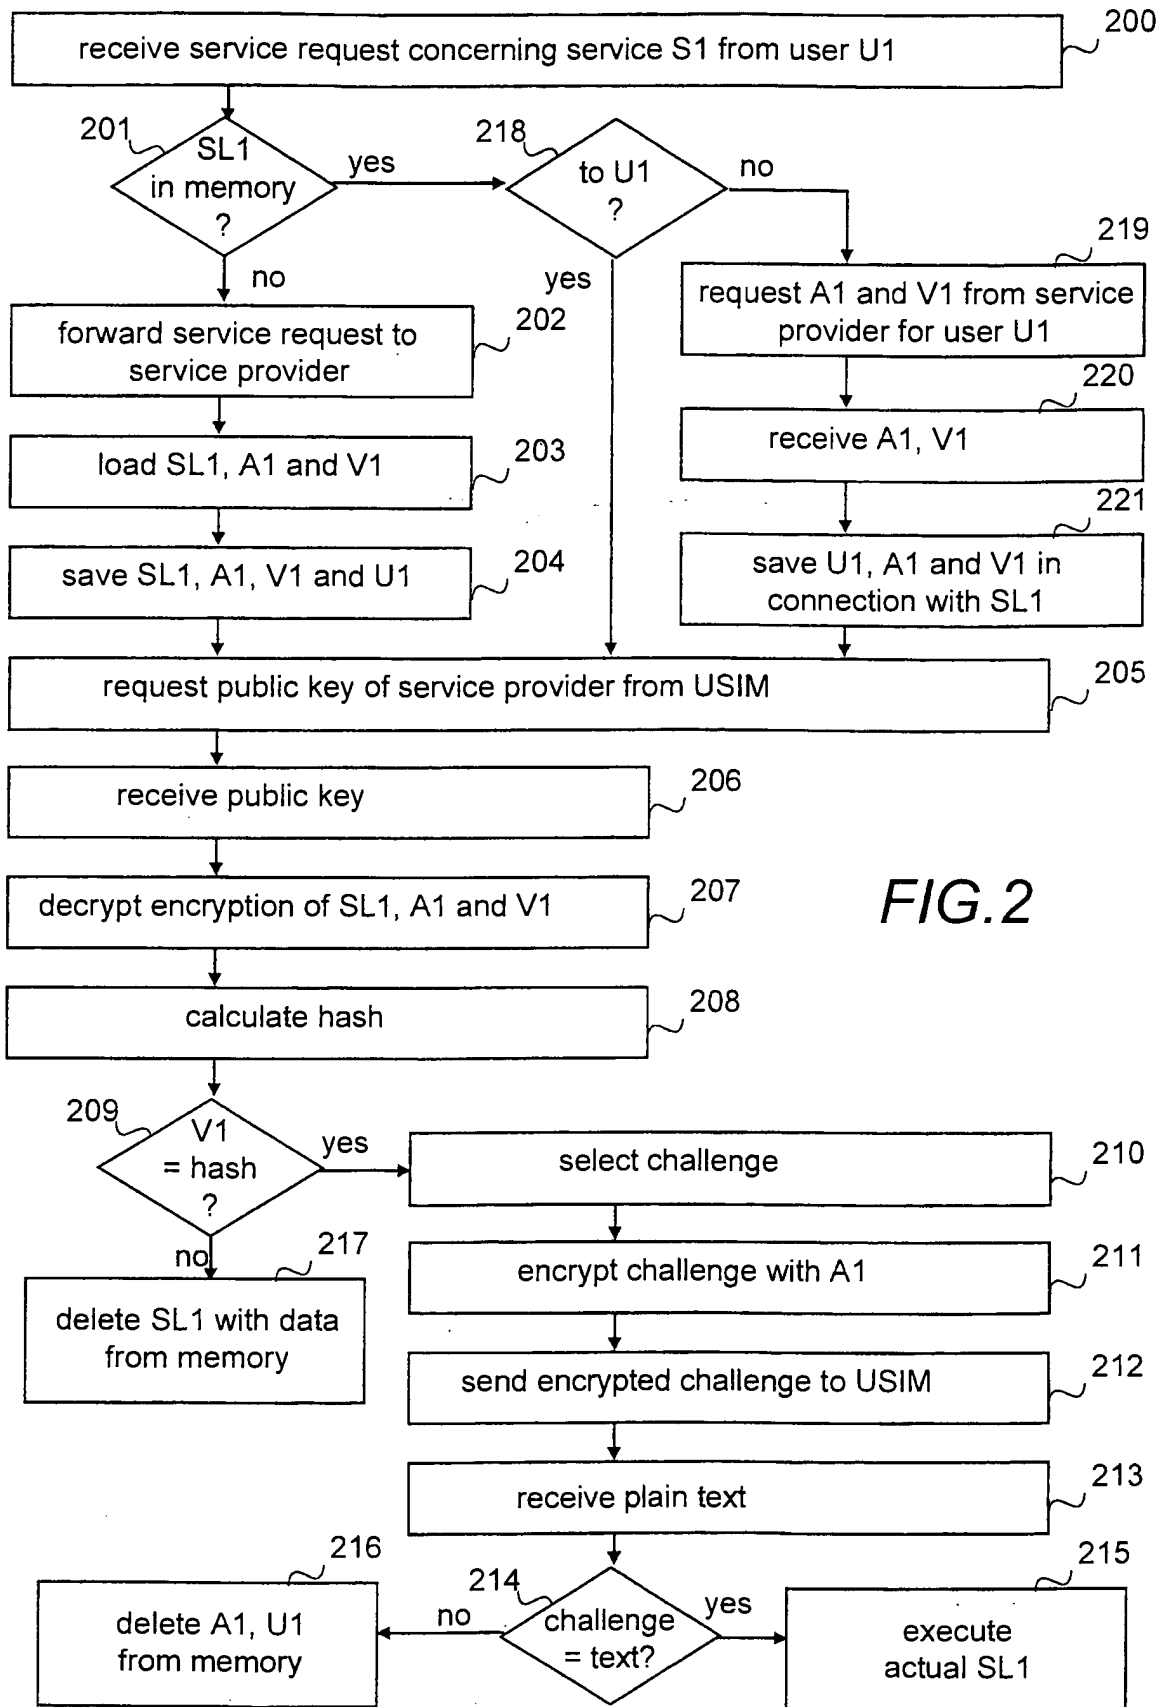 200
receive service request concerning service S1 from user U1
201
SL1
in memory
?
yes
218
to U1
?
no
no
yes
219
request A1 and V1 from service
provider for user U1
202
forward service request to
service provider
220
receive A1, V1
203
load SL1, A1 and V1
221
save U1, A1 and V1 in
connection with SL1
204
save SL1, A1, V1 and U1
205
request public key of service provider from USIM
206
receive public key
207
decrypt encryption of SL1, A1 and V1
FIG.2
208
calculate hash
209
V1
= hash
?
yes
210
select challenge
no
217
delete SL1 with data
from memory
211
encrypt challenge with A1
212
send encrypted challenge to USIM
213
receive plain text
214
challenge
= text?
no
yes
216
delete A1, U1
from memory
215
execute
actual SL1